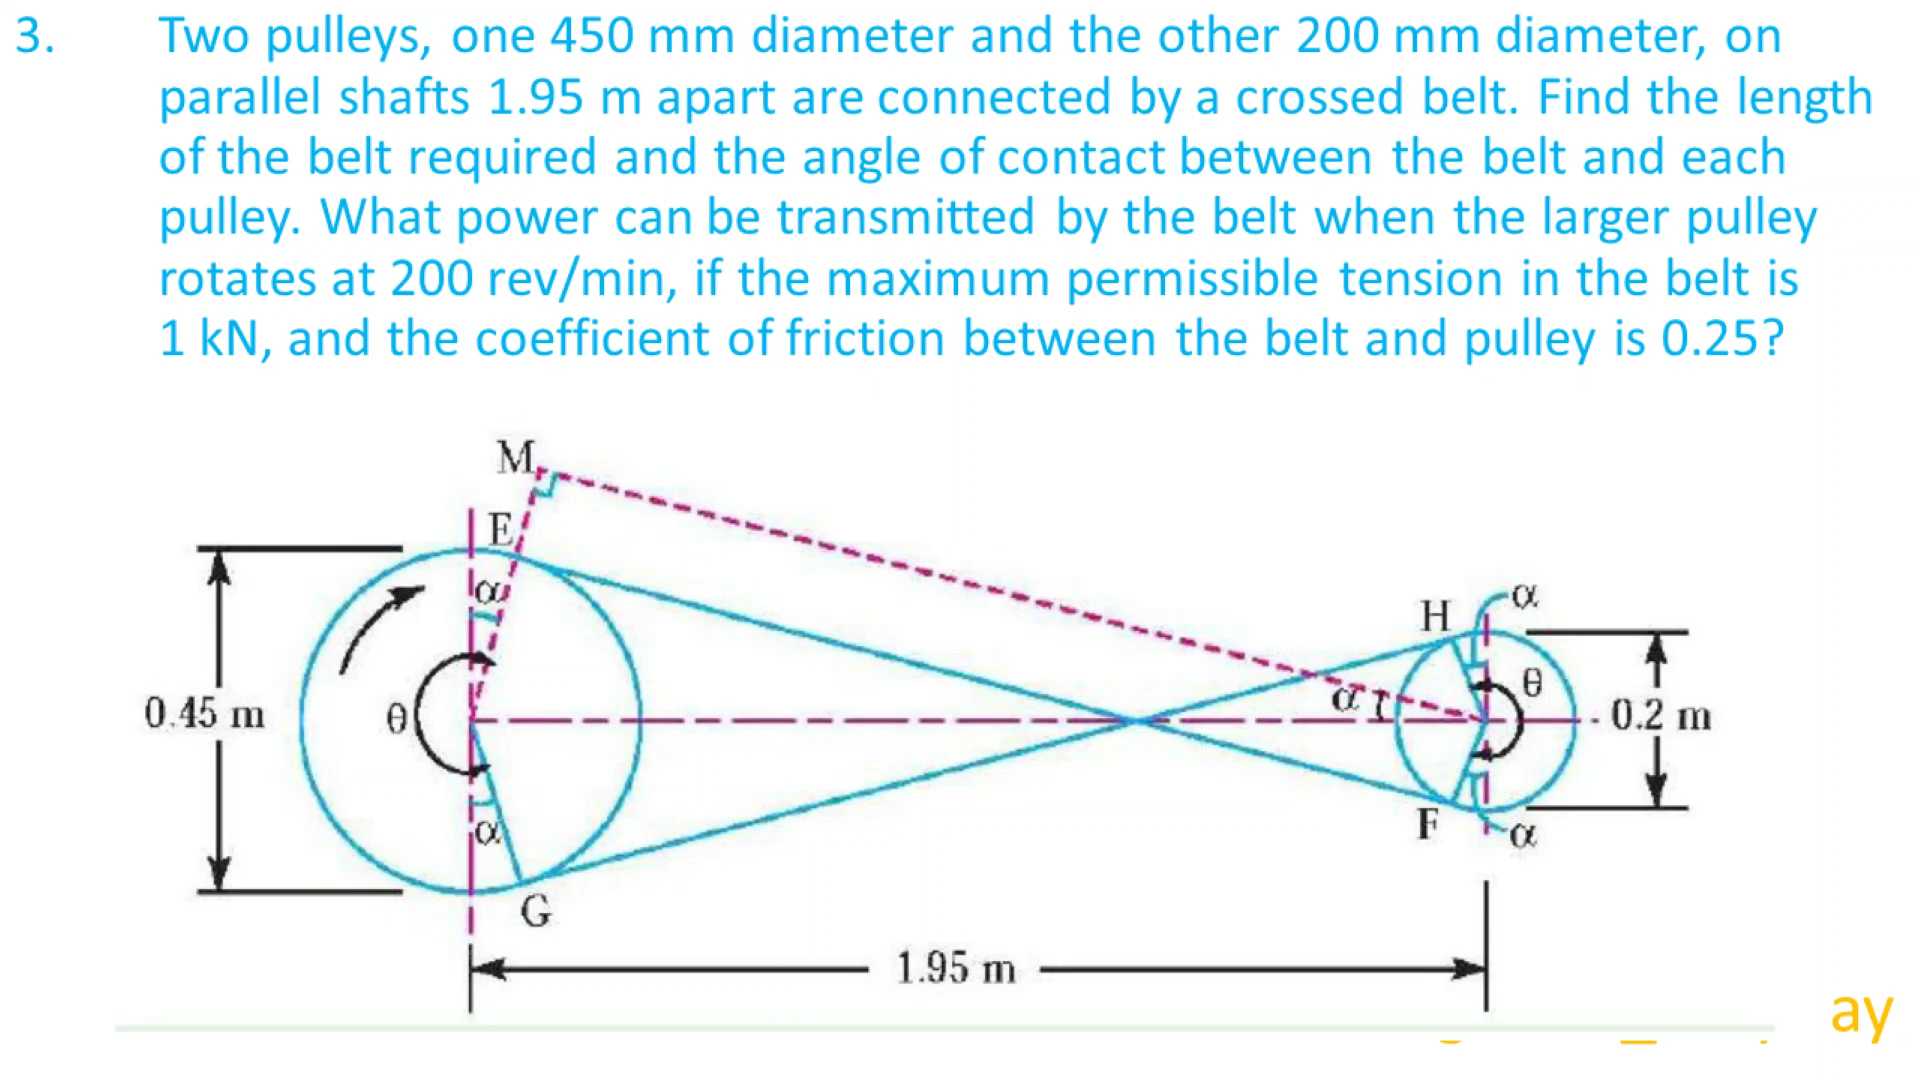 3. Two pulleys, one 450 mm diameter and the other 200 mm diameter, on
parallel shafts 1.95 m apart are connected by a crossed belt. Find the length
of the belt required and the angle of contact between the belt and each
pulley. What power can be transmitted by the belt when the larger pulley
rotates at 200 rev/min, if the maximum permissible tension in the belt is
1 kN, and the coefficient of friction between the belt and pulley is 0.25?
M
E
α
H
α
θ
α
0.45 m
θ
0.2 m
α
F
α
G
1.95 m
ay